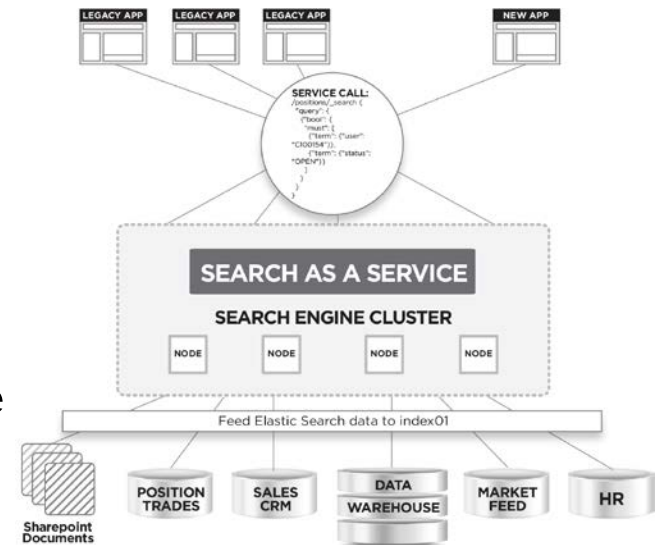 LEGACY APP
LEGACY APP
LEGACY APP
NEW APP
SERVICE CALL:
/positions/_search {
"query": {
{"bool": {
"must": [
{"term": {"user":
"C100154"}},
{"term": {"status":
"OPEN"}}
]
}
}
}
SEARCH AS A SERVICE
SEARCH ENGINE CLUSTER
NODE
NODE
NODE
NODE
e
Feed Elastic Search data to index01
Sharepoint
Documents
POSITION
TRADES
SALES
CRM
DATA
WAREHOUSE
MARKET
FEED
HR